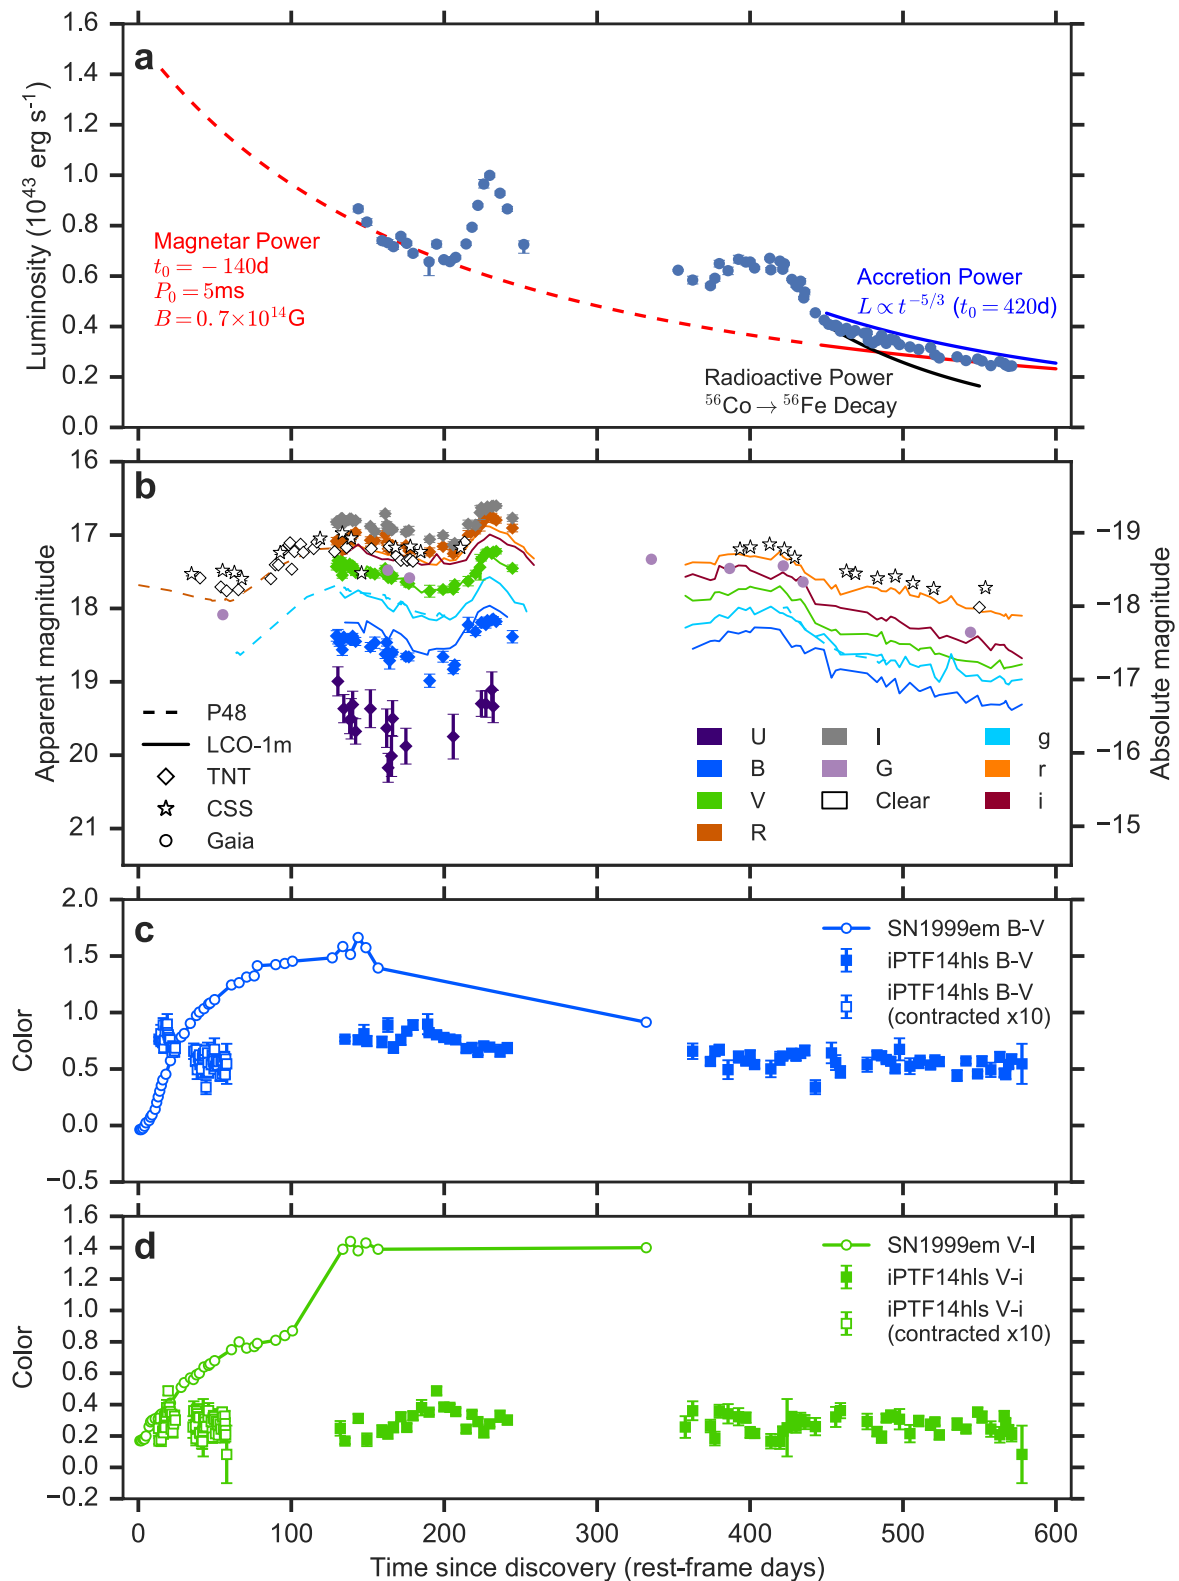 a
1.6
1.4
1.2
1.0
0.8
0.6
0.4
0.2
0.0
Luminosity (10⁴³ erg s⁻¹)
Magnetar Power
t₀ = −140d
P₀ = 5ms
B = 0.7×10¹⁴G
Accretion Power
L ∝ t⁻⁵/³ (t₀ = 420d)
Radioactive Power
⁵⁶Co → ⁵⁶Fe Decay
0
100
200
300
400
500
600
b
16
17
18
19
20
21
Apparent magnitude
−19
−18
−17
−16
−15
Absolute magnitude
P48
LCO-1m
TNT
CSS
Gaia
U
B
V
R
I
G
Clear
g
r
i
c
2.0
1.5
1.0
0.5
0.0
−0.5
Color
SN1999em B-V
iPTF14hls B-V
iPTF14hls B-V
(contracted x10)
d
1.6
1.4
1.2
1.0
0.8
0.6
0.4
0.2
0.0
−0.2
Color
SN1999em V-I
iPTF14hls V-i
iPTF14hls V-i
(contracted x10)
Time since discovery (rest-frame days)